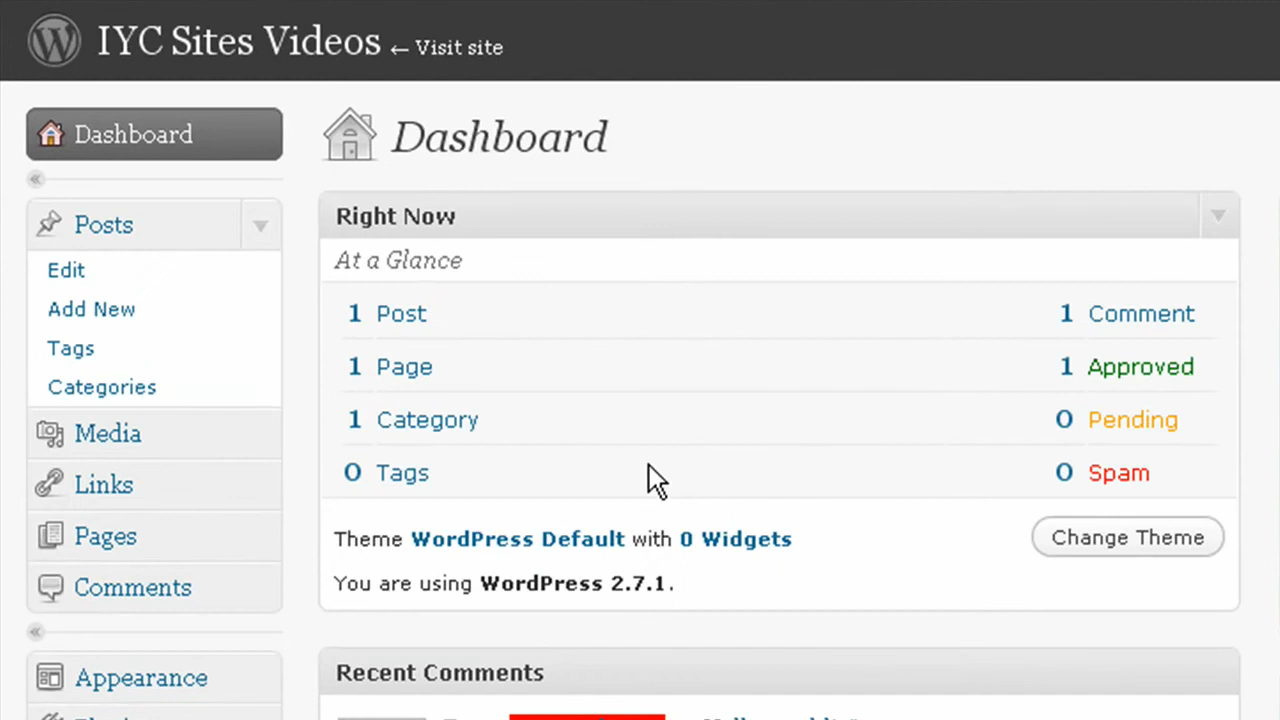 IYC Sites Videos ← Visit site
Dashboard
Dashboard
Posts
Edit
Add New
Tags
Categories
Media
Links
Pages
Comments
Appearance
Right Now
At a Glance
1 Post
1 Comment
1 Page
1 Approved
1 Category
0 Pending
0 Tags
0 Spam
Theme WordPress Default with 0 Widgets
Change Theme
You are using WordPress 2.7.1.
Recent Comments